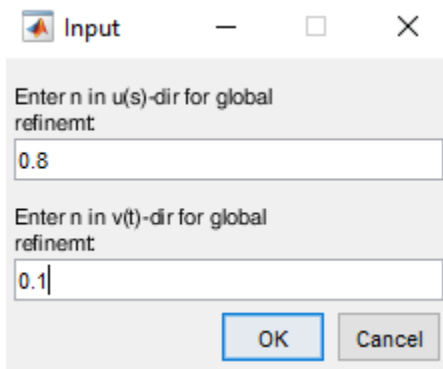 Input
Enter n in u(s)-dir for global
refinemt:
0.8
Enter n in v(t)-dir for global
refinemt:
0.1
OK Cancel